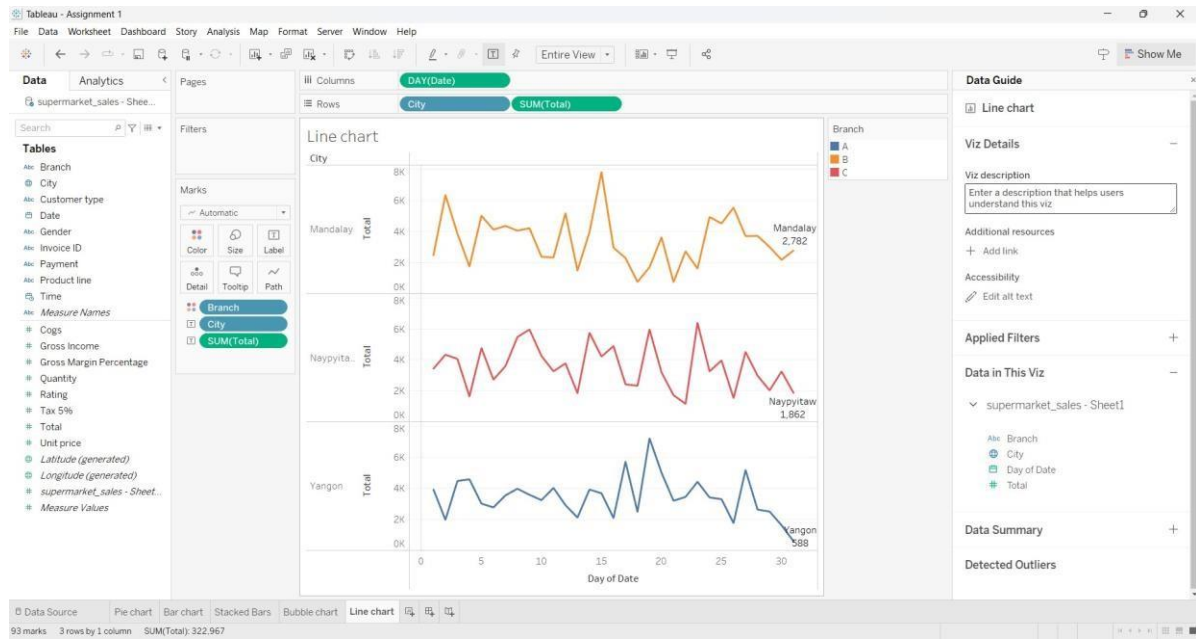 Tableau - Assignment 1
File Data Worksheet Dashboard Story Analysis Map Format Server Window Help
Entire View
Show Me
Data Analytics
supermarket_sales - Shee...
Search
Tables
Abc Branch
City
Abc Customer type
Date
Abc Gender
Abc Invoice ID
Abc Payment
Abc Product line
Time
Abc Measure Names
# Cogs
# Gross Income
# Gross Margin Percentage
# Quantity
# Rating
# Tax 5%
# Total
# Unit price
Latitude (generated)
Longitude (generated)
# supermarket_sales - Sheet...
# Measure Values
Pages
Filters
Marks
Automatic
Color Size Label
Detail Tooltip Path
Branch
City
SUM(Total)
iii Columns DAY(Date)
Rows City SUM(Total)
Line chart
City
Mandalay
Total
8K
6K
4K
2K
0K
Mandalay
2,782
Naypyita..
Total
8K
6K
4K
2K
0K
Naypyitaw
1,862
Yangon
Total
8K
6K
4K
2K
0K
Yangon
588
0 5 10 15 20 25 30
Day of Date
Branch
A
B
C
Data Guide
Line chart
Viz Details
Viz description
Enter a description that helps users
understand this viz
Additional resources
+ Add link
Accessibility
Edit alt text
Applied Filters
Data in This Viz
supermarket_sales - Sheet1
Abc Branch
City
Day of Date
# Total
Data Summary
Detected Outliers
Data Source Pie chart Bar chart Stacked Bars Bubble chart Line chart
93 marks 3 rows by 1 column SUM(Total): 322,967